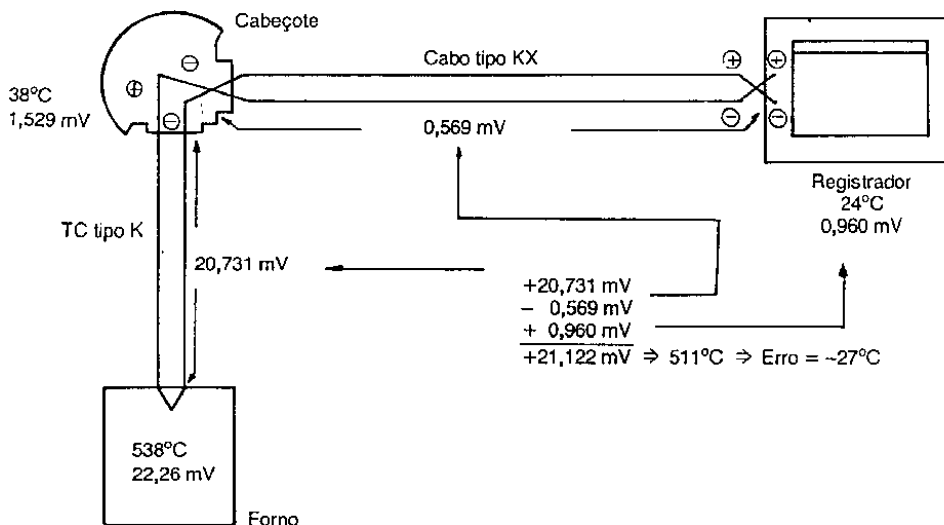 Cabeçote
38°C
1,529 mV
⊕
⊖
⊖
Cabo tipo KX
⊕
⊖
⊕
⊖
0,569 mV
Registrador
24°C
0,960 mV
TC tipo K
20,731 mV
+20,731 mV
− 0,569 mV
+ 0,960 mV
+21,122 mV ⇒ 511°C ⇒ Erro = ~27°C
538°C
22,26 mV
Forno